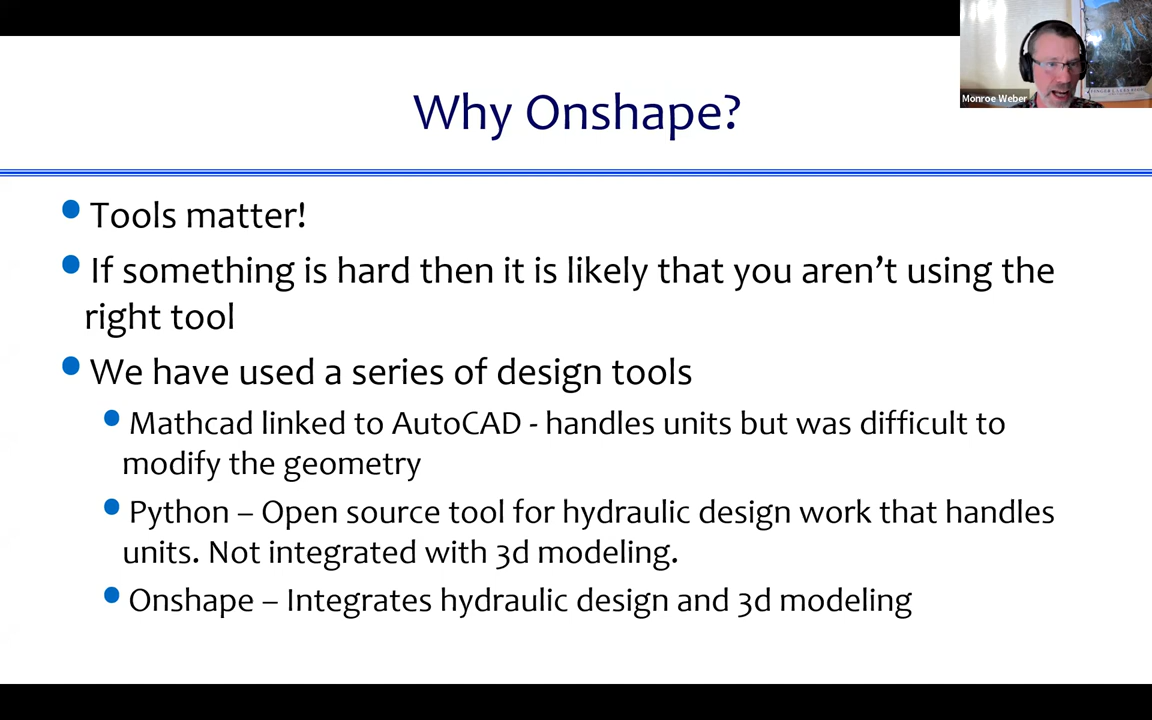 Why Onshape?
Monroe Weber
Tools matter!
If something is hard then it is likely that you aren't using the
right tool
We have used a series of design tools
Mathcad linked to AutoCAD - handles units but was difficult to
modify the geometry
Python – Open source tool for hydraulic design work that handles
units. Not integrated with 3d modeling.
Onshape – Integrates hydraulic design and 3d modeling